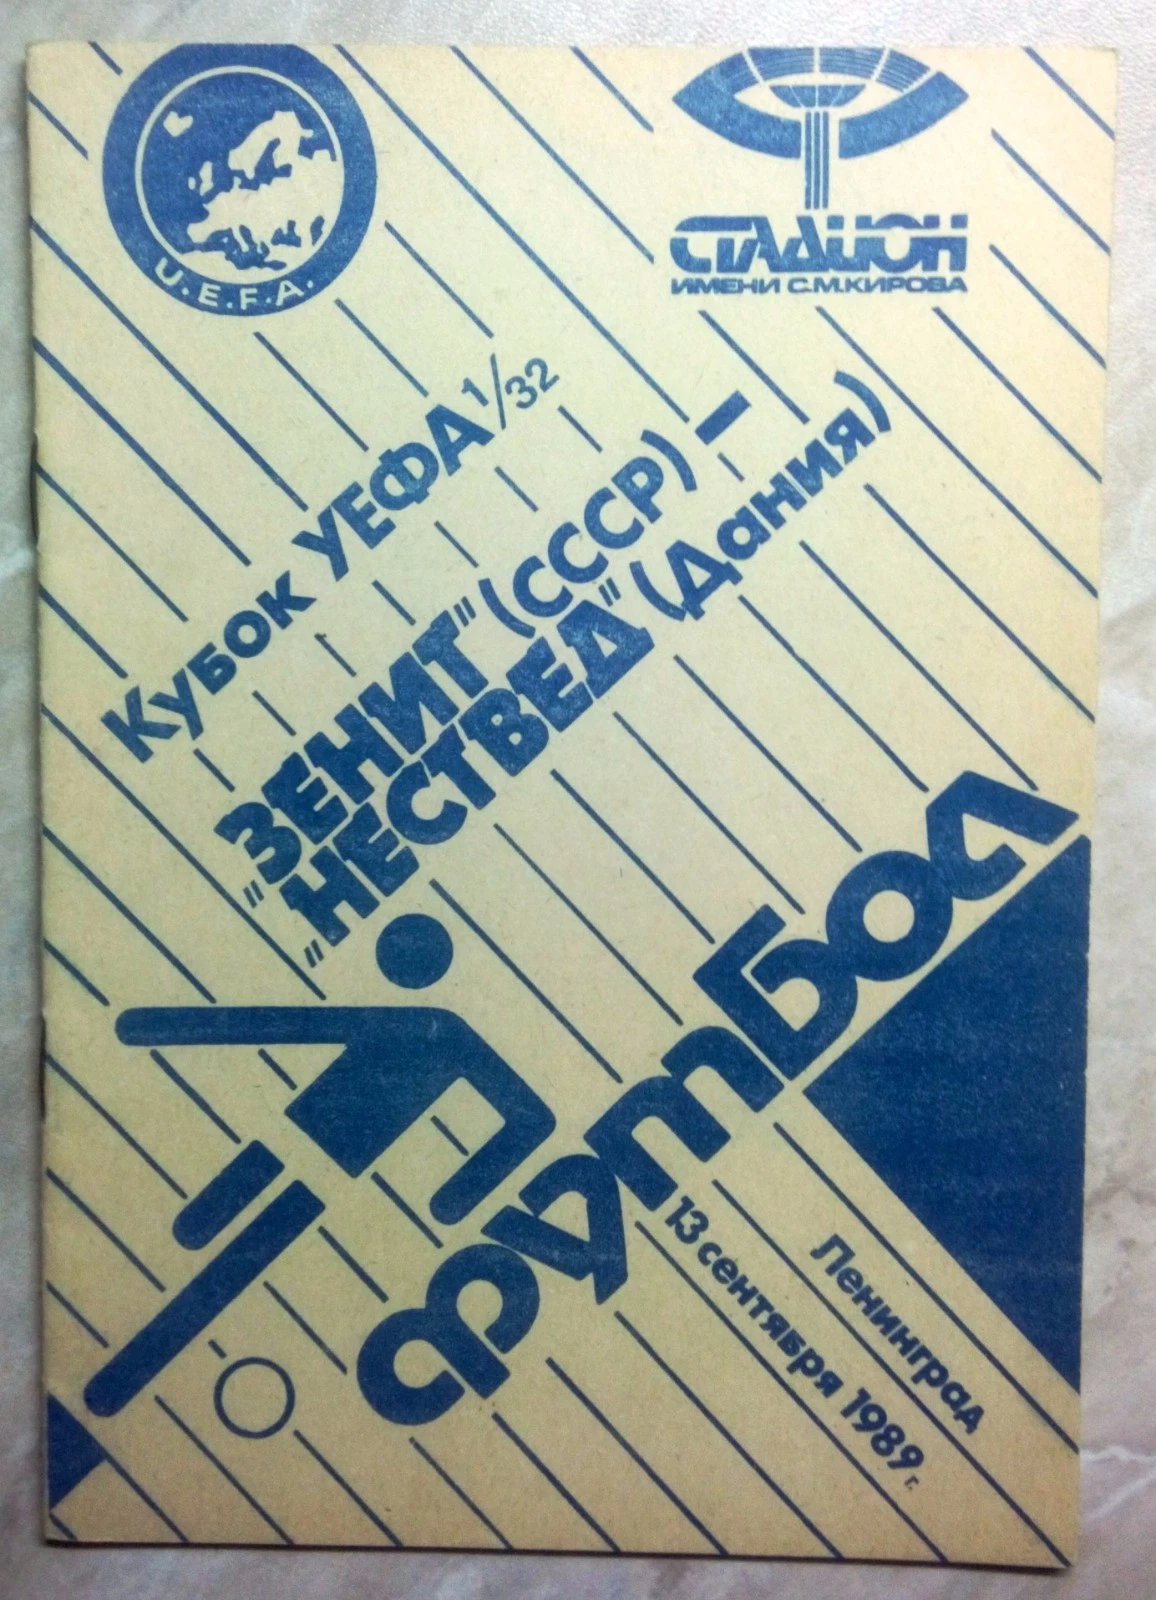 U.E.F.A.
СТАДИОН
ИМЕНИ С.М.КИРОВА
Кубок УЕФА 1/32
"ЗЕНИТ" (СССР) –
"НЕСТВЕД" (Дания)
футбол
Ленинград
13 сентября 1989 г.